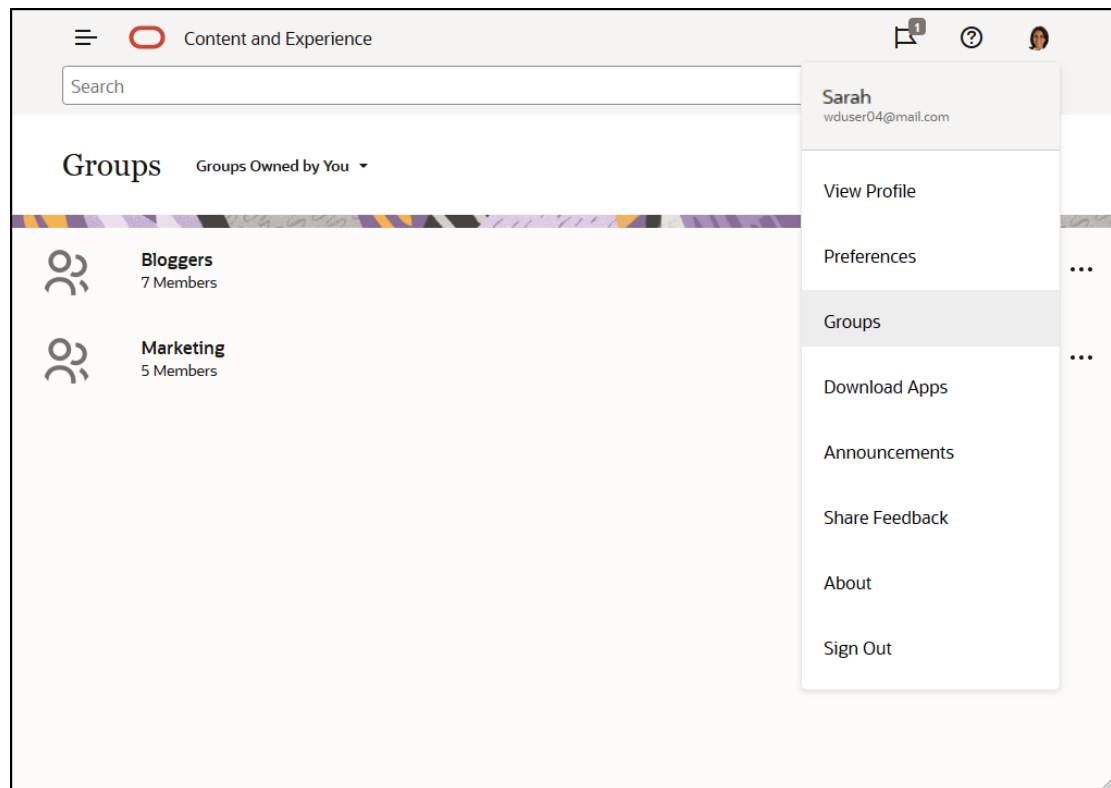 Content and Experience
1
Search
Sarah
wduser04@mail.com
Groups
Groups Owned by You
View Profile
Preferences
Groups
Download Apps
Announcements
Share Feedback
About
Sign Out
Bloggers
7 Members
Marketing
5 Members